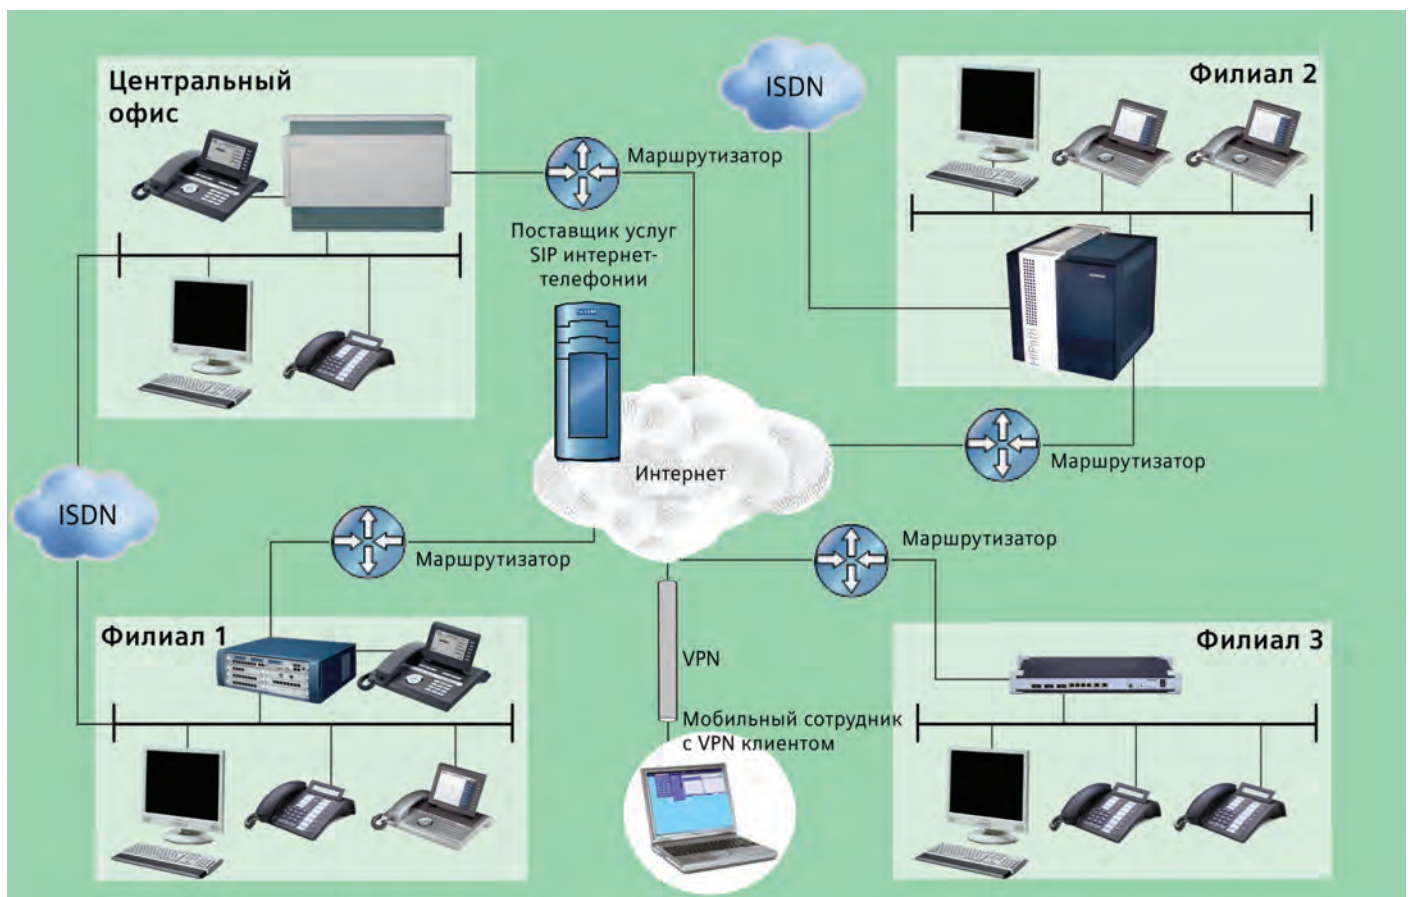 Центральный
офис
ISDN
Филиал 2
Маршрутизатор
Поставщик услуг
SIP интернет-
телефонии
HiPath
Интернет
Маршрутизатор
ISDN
Маршрутизатор
Маршрутизатор
Филиал 1
Филиал 3
VPN
Мобильный сотрудник
с VPN клиентом